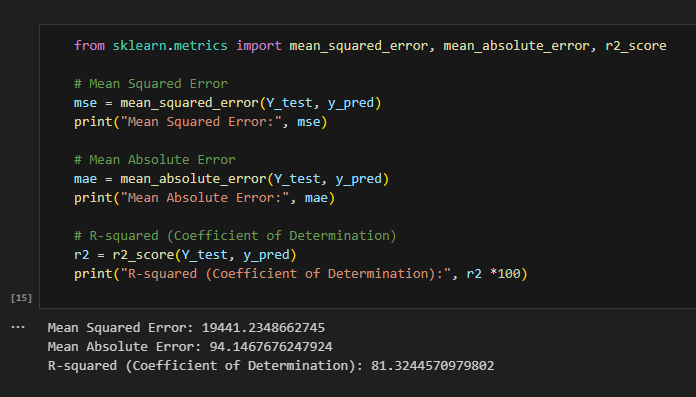 from sklearn.metrics import mean_squared_error, mean_absolute_error, r2_score
# Mean Squared Error
mse = mean_squared_error(Y_test, y_pred)
print("Mean Squared Error:", mse)
# Mean Absolute Error
mae = mean_absolute_error(Y_test, y_pred)
print("Mean Absolute Error:", mae)
# R-squared (Coefficient of Determination)
r2 = r2_score(Y_test, y_pred)
print("R-squared (Coefficient of Determination):", r2 *100)
[15]
... Mean Squared Error: 19441.2348662745
Mean Absolute Error: 94.1467676247924
R-squared (Coefficient of Determination): 81.3244570979802